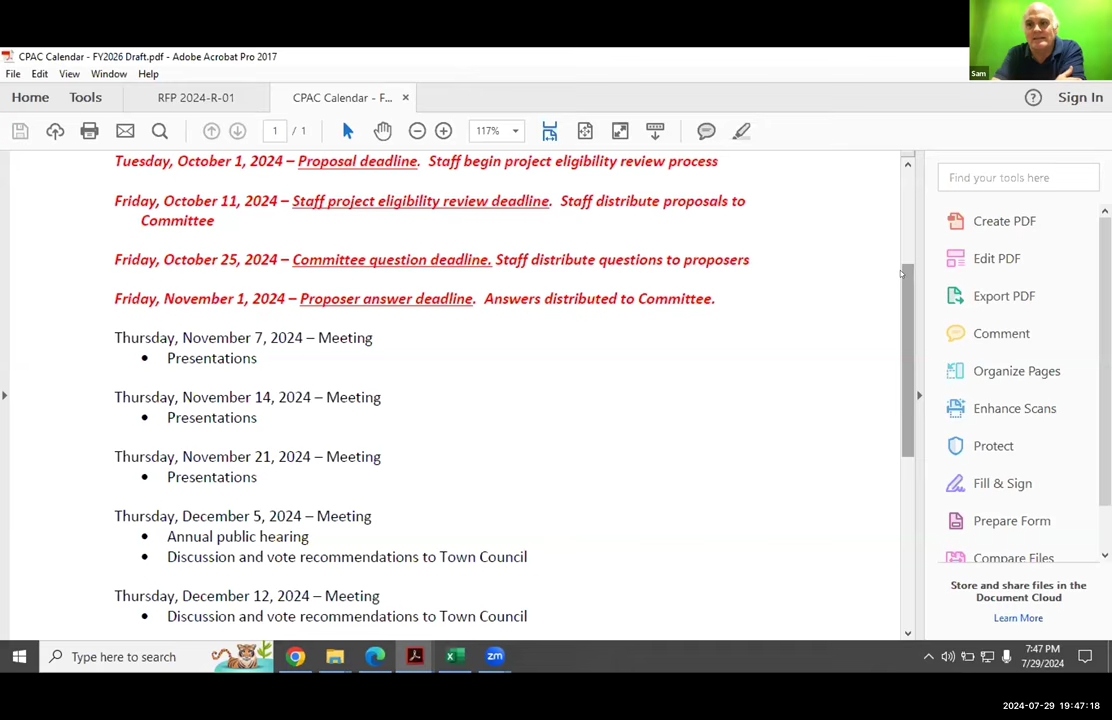 CPAC Calendar - FY2026 Draft.pdf - Adobe Acrobat Pro 2017
File Edit View Window Help
Home Tools RFP 2024-R-01 CPAC Calendar - F... × Sign In
1 / 1 117%
Tuesday, October 1, 2024 – Proposal deadline. Staff begin project eligibility review process
Friday, October 11, 2024 – Staff project eligibility review deadline. Staff distribute proposals to
Committee
Friday, October 25, 2024 – Committee question deadline. Staff distribute questions to proposers
Friday, November 1, 2024 – Proposer answer deadline. Answers distributed to Committee.
Thursday, November 7, 2024 – Meeting
• Presentations
Thursday, November 14, 2024 – Meeting
• Presentations
Thursday, November 21, 2024 – Meeting
• Presentations
Thursday, December 5, 2024 – Meeting
• Annual public hearing
• Discussion and vote recommendations to Town Council
Thursday, December 12, 2024 – Meeting
• Discussion and vote recommendations to Town Council
Find your tools here
Create PDF
Edit PDF
Export PDF
Comment
Organize Pages
Enhance Scans
Protect
Fill & Sign
Prepare Form
Compare Files
Store and share files in the
Document Cloud
Learn More
Sam
Type here to search
zm
7:47 PM
7/29/2024
2024-07-29 19:47:18